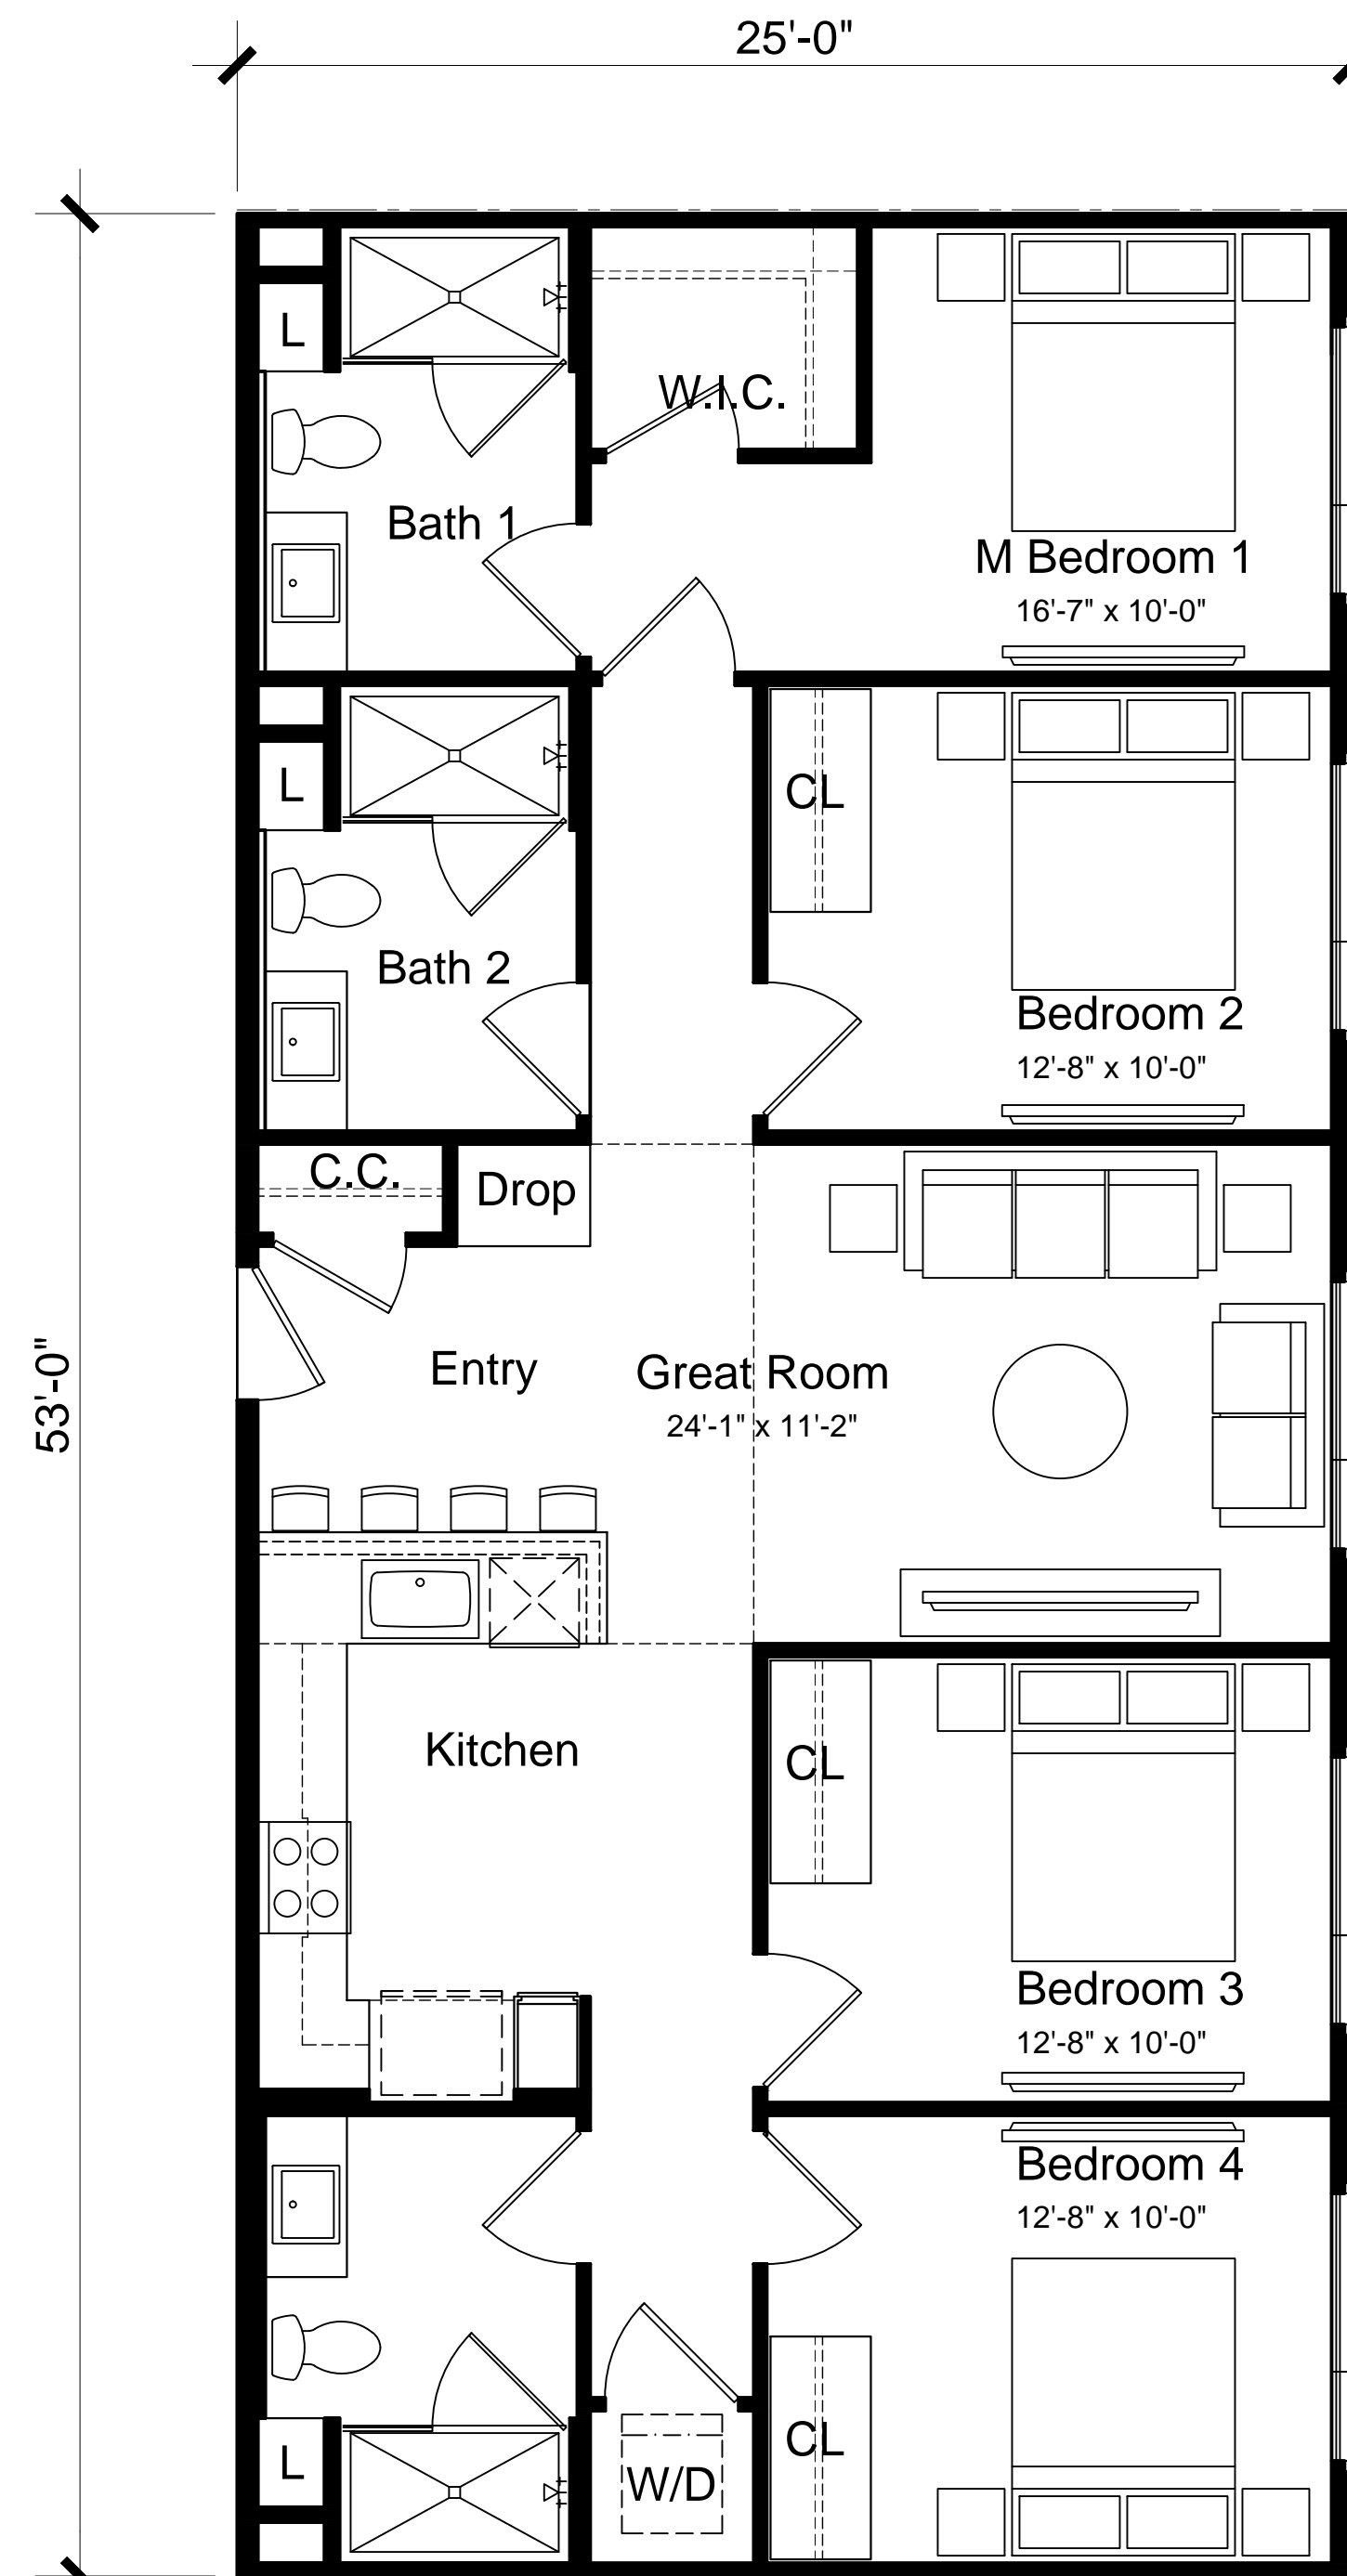 25'-0"
L
W.I.C.
Bath 1
M Bedroom 1
16'-7" x 10'-0"
L
CL
Bath 2
Bedroom 2
12'-8" x 10'-0"
C.C.
Drop
53'-0"
Entry
Great Room
24'-1" x 11'-2"
Kitchen
CL
Bedroom 3
12'-8" x 10'-0"
Bedroom 4
12'-8" x 10'-0"
CL
L
W/D